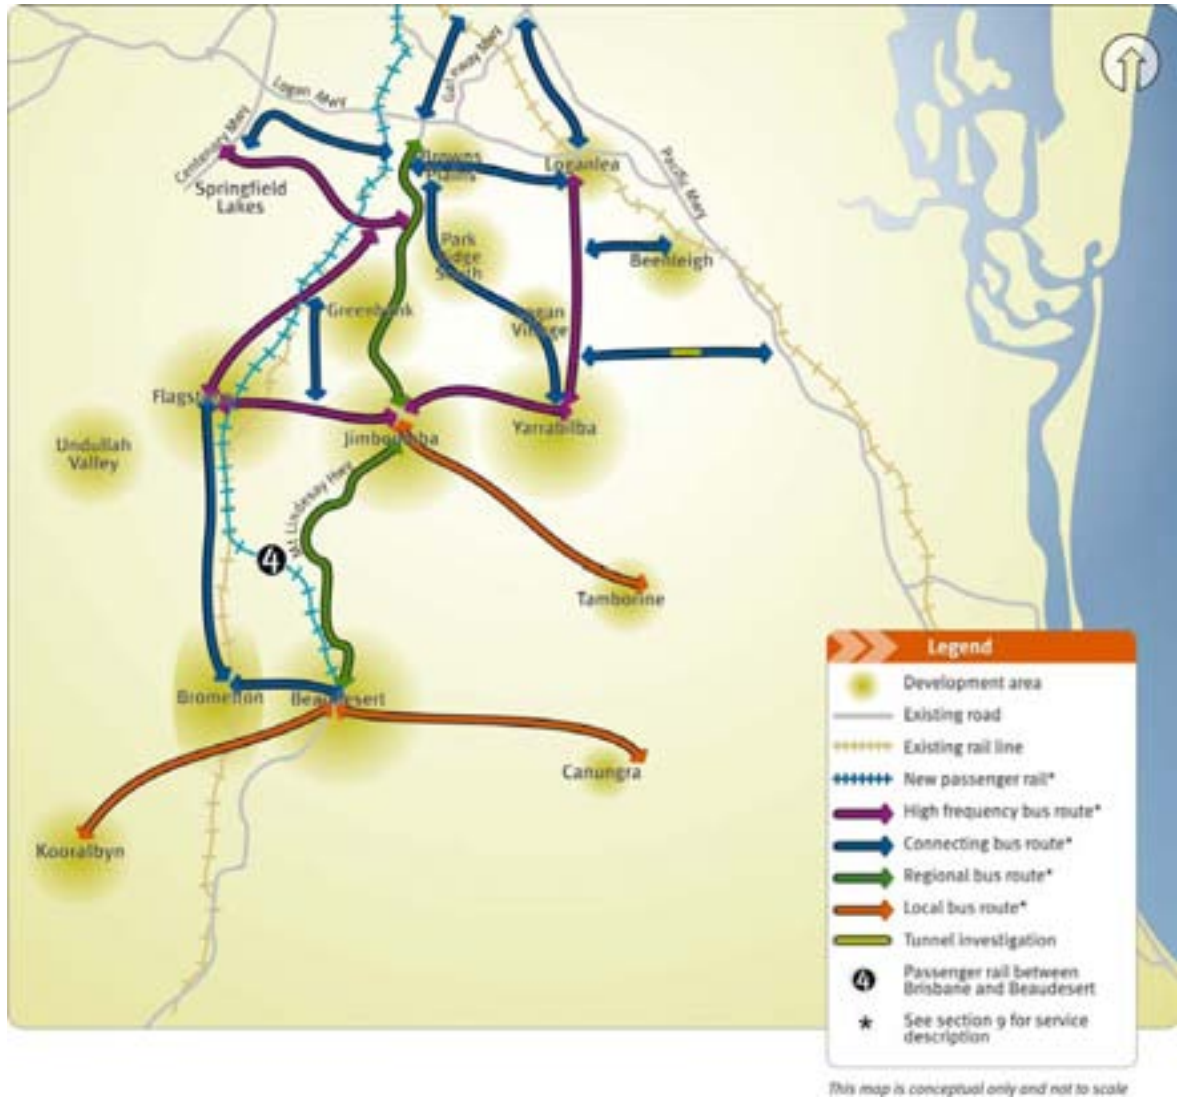 Logan Mwy
Gateway Mwy
Centenary Mwy
Springfield
Lakes
Browns
Plains
Loganlea
Pacific Mwy
Park
Ridge
South
Beenleigh
Greenbank
Logan
Village
Flagstone
Jimboomba
Yarrabilba
Undullah
Valley
Mt Lindesay Hwy
4
Tamborine
Bromelton
Beaudesert
Canungra
Kooralbyn
Legend
Development area
Existing road
Existing rail line
New passenger rail*
High frequency bus route*
Connecting bus route*
Regional bus route*
Local bus route*
Tunnel investigation
4 Passenger rail between
Brisbane and Beaudesert
* See section 9 for service
description
This map is conceptual only and not to scale